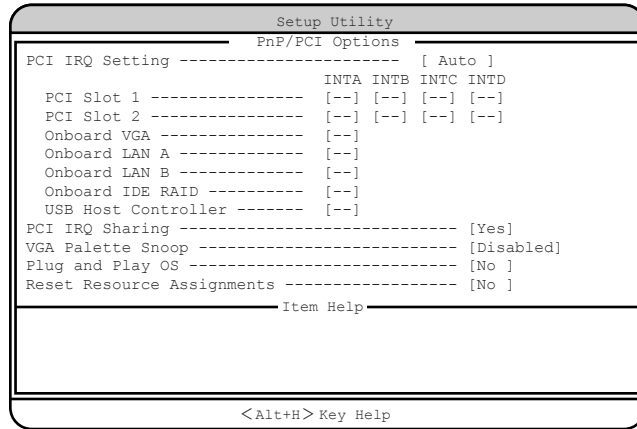 Setup Utility
PnP/PCI Options
PCI IRQ Setting ----------------------- [ Auto ]
INTA INTB INTC INTD
PCI Slot 1 ---------------- [--] [--] [--] [--]
PCI Slot 2 ---------------- [--] [--] [--] [--]
Onboard VGA --------------- [--]
Onboard LAN A ------------- [--]
Onboard LAN B ------------- [--]
Onboard IDE RAID ---------- [--]
USB Host Controller ------- [--]
PCI IRQ Sharing ----------------------------- [Yes]
VGA Palette Snoop --------------------------- [Disabled]
Plug and Play OS ---------------------------- [No ]
Reset Resource Assignments ------------------ [No ]
Item Help
<Alt+H> Key Help